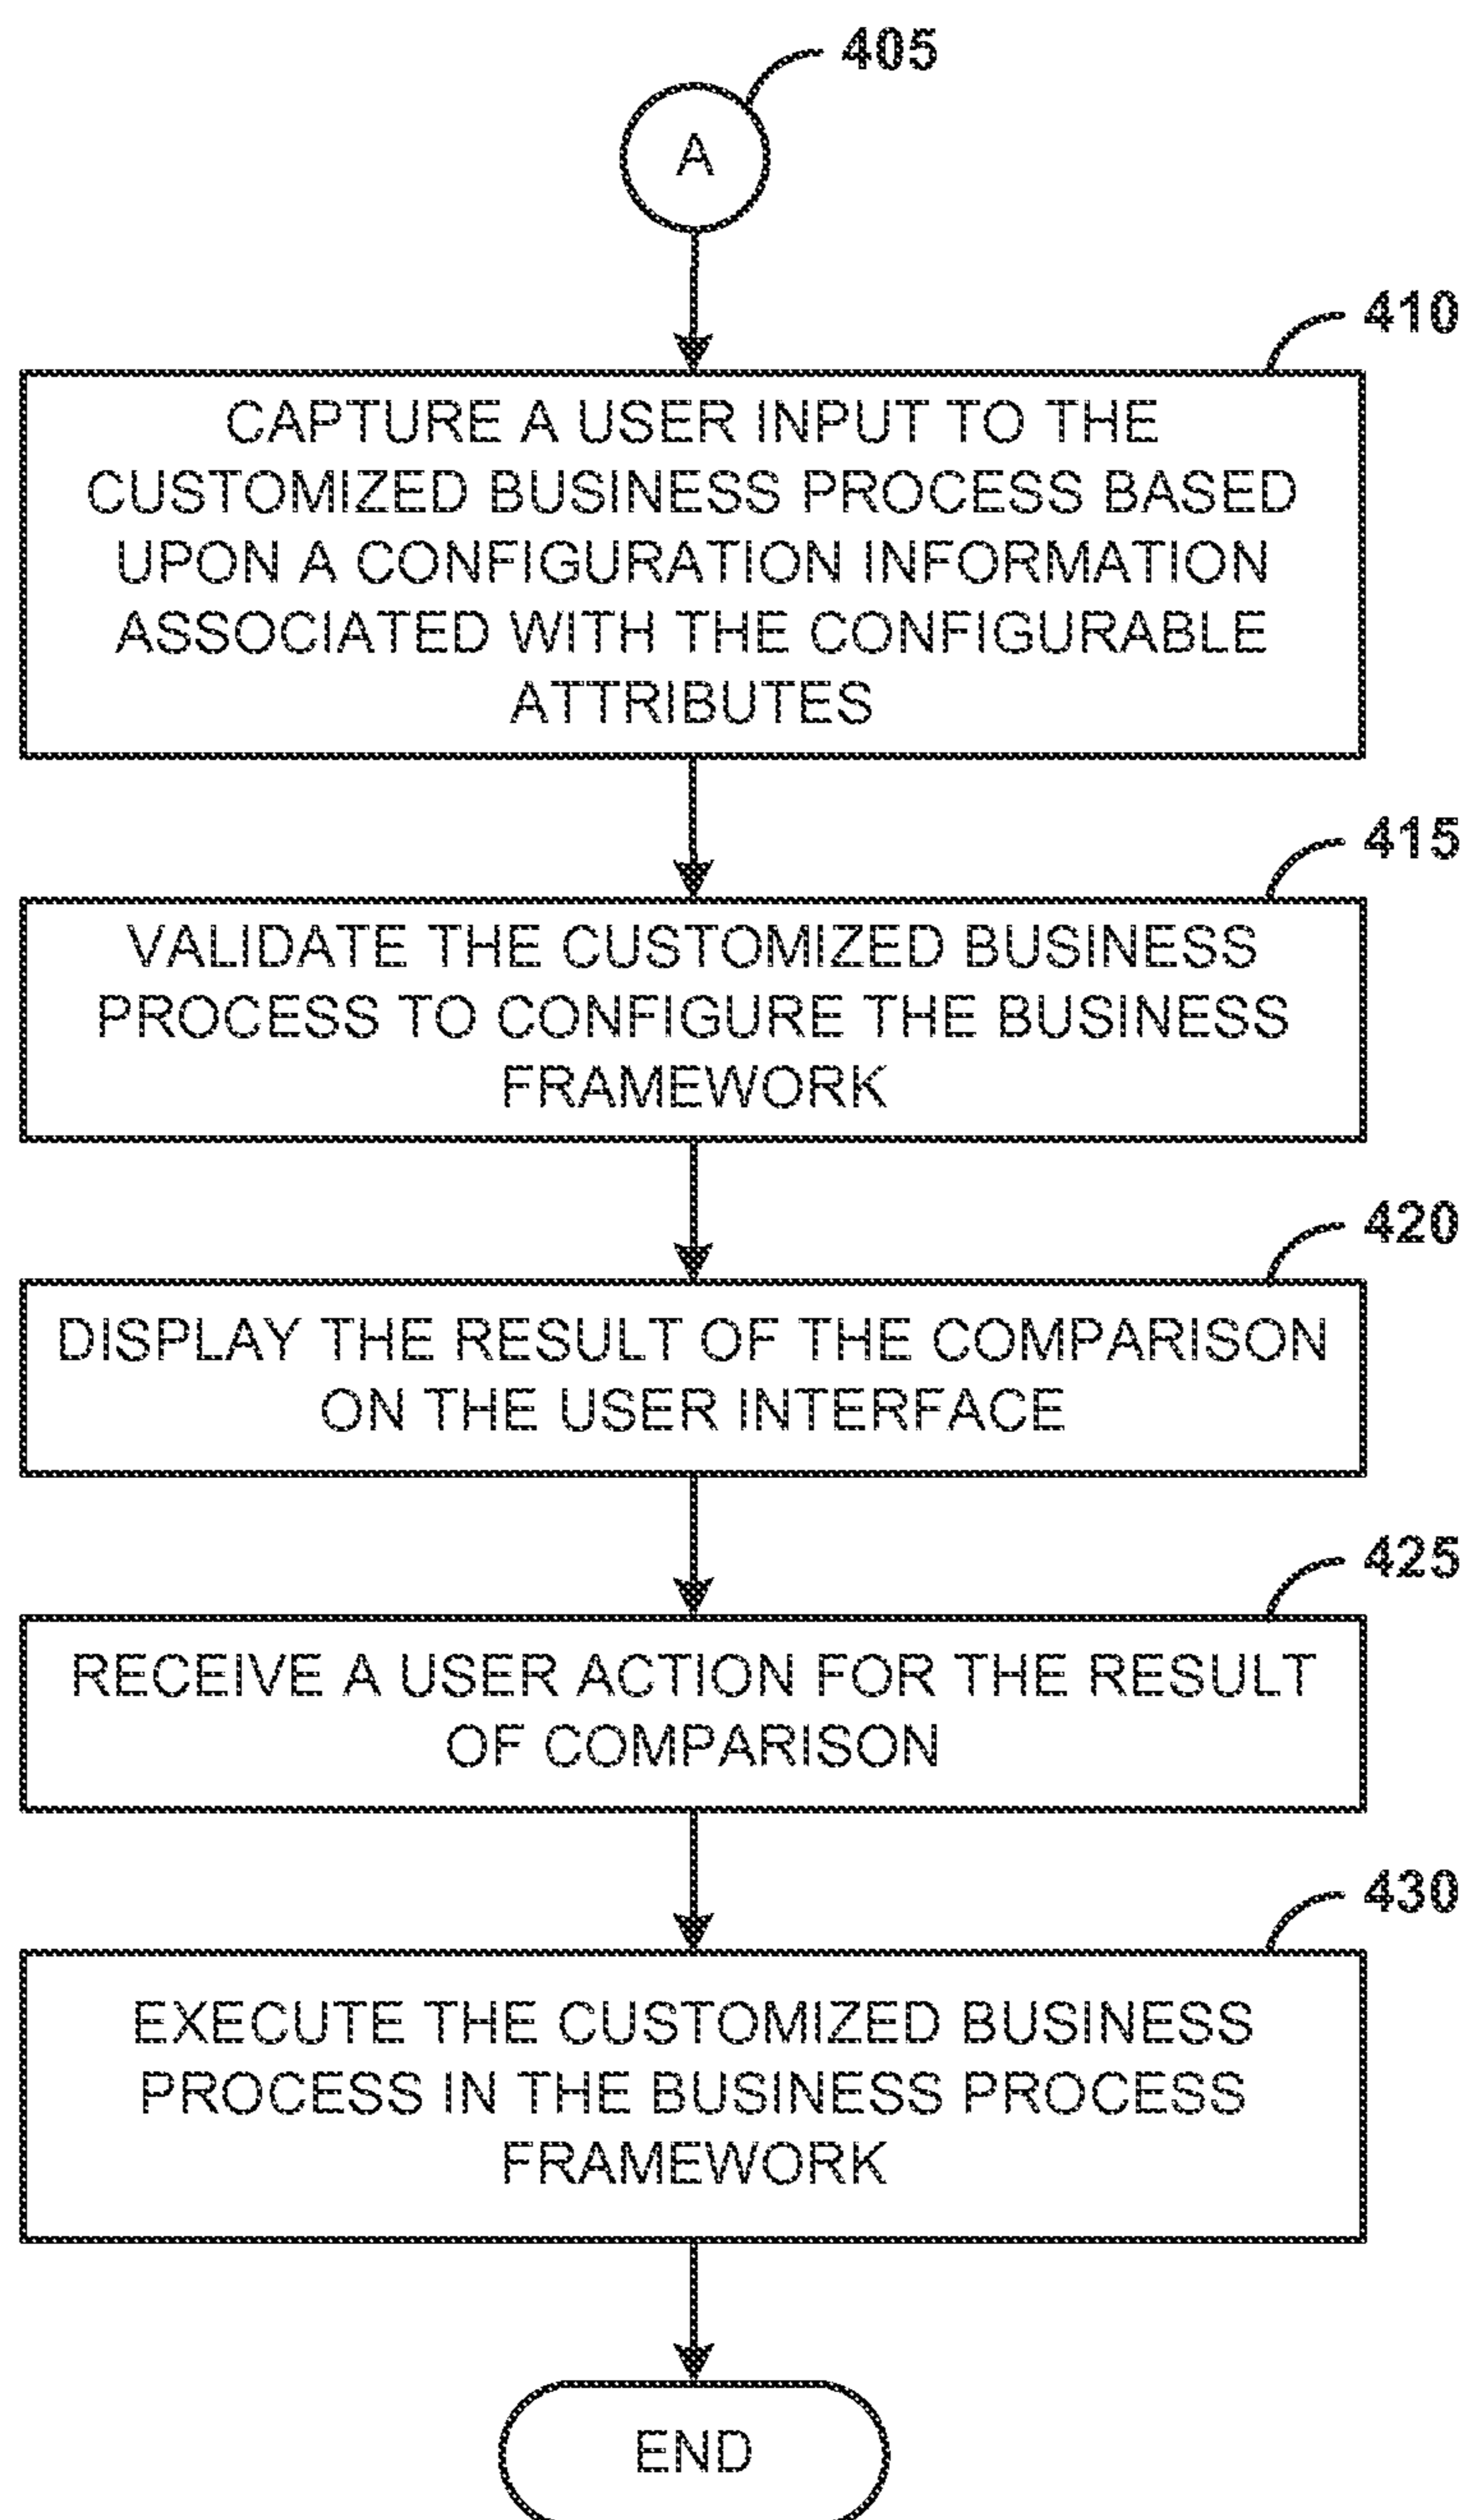 405
A
410
CAPTURE A USER INPUT TO THE
CUSTOMIZED BUSINESS PROCESS BASED
UPON A CONFIGURATION INFORMATION
ASSOCIATED WITH THE CONFIGURABLE
ATTRIBUTES
415
VALIDATE THE CUSTOMIZED BUSINESS
PROCESS TO CONFIGURE THE BUSINESS
FRAMEWORK
420
DISPLAY THE RESULT OF THE COMPARISON
ON THE USER INTERFACE
425
RECEIVE A USER ACTION FOR THE RESULT
OF COMPARISON
430
EXECUTE THE CUSTOMIZED BUSINESS
PROCESS IN THE BUSINESS PROCESS
FRAMEWORK
END